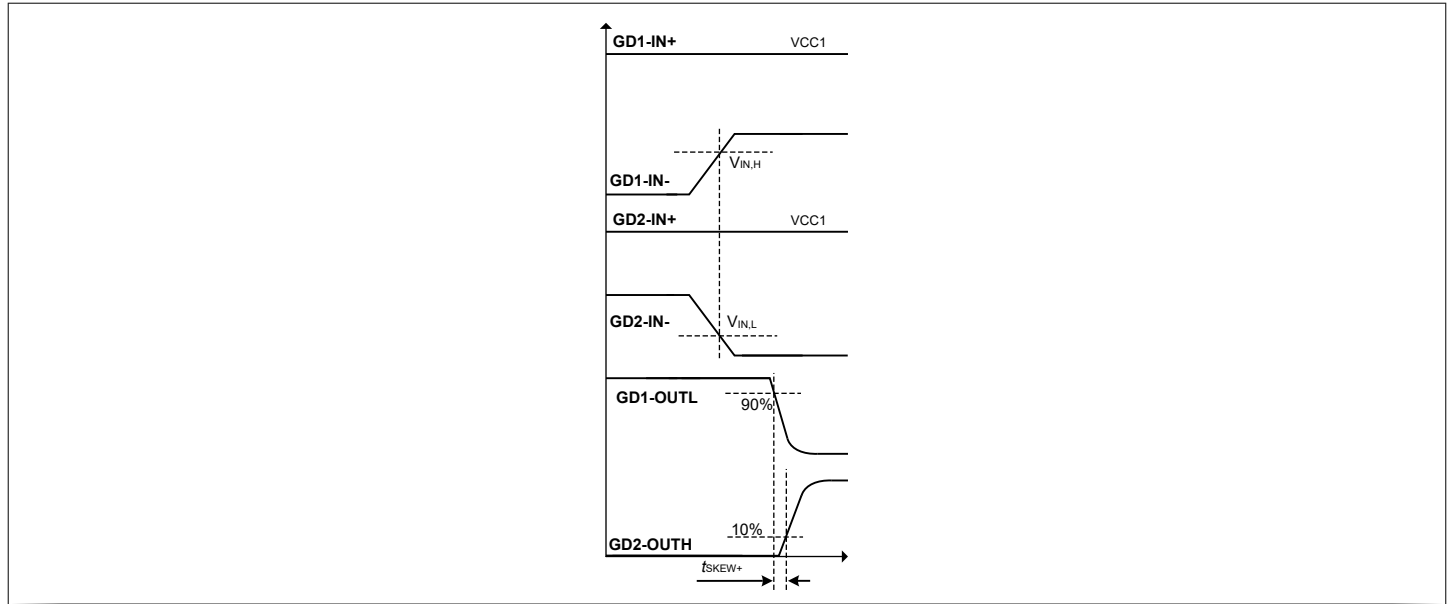 GD1-IN+ VCC1
VIN,H
GD1-IN-
GD2-IN+ VCC1
VIN,L
GD2-IN-
GD1-OUTL
90%
10%
GD2-OUTH
tSKEW+